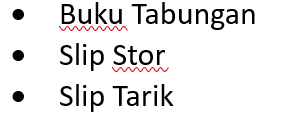 • Buku Tabungan
• Slip Stor
• Slip Tarik